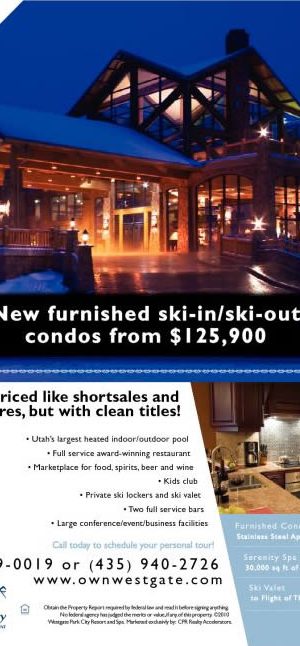 New furnished ski-in/ski-out
condos from $125,900
riced like shortsales and
res, but with clean titles!
• Utah's largest heated indoor/outdoor pool
• Full service award-winning restaurant
• Marketplace for food, spirits, beer and wine
• Kids club
• Private ski lockers and ski valet
• Two full service bars
• Large conference/event/business facilities
Call today to schedule your personal tour!
9-0019 or (435) 940-2726
www.ownwestgate.com
Obtain the Property Report required by federal law and read it before signing anything.
No federal agency has judged the merits or value, if any, of this property. ©2010
Westgate Park City Resort and Spa. Marketed exclusively by: CPR Realty Accelerators.
Furnished Con
Stainless Steel Ap
Serenity Spa
30,000 sq ft of
Ski Valet
to Flight of Th